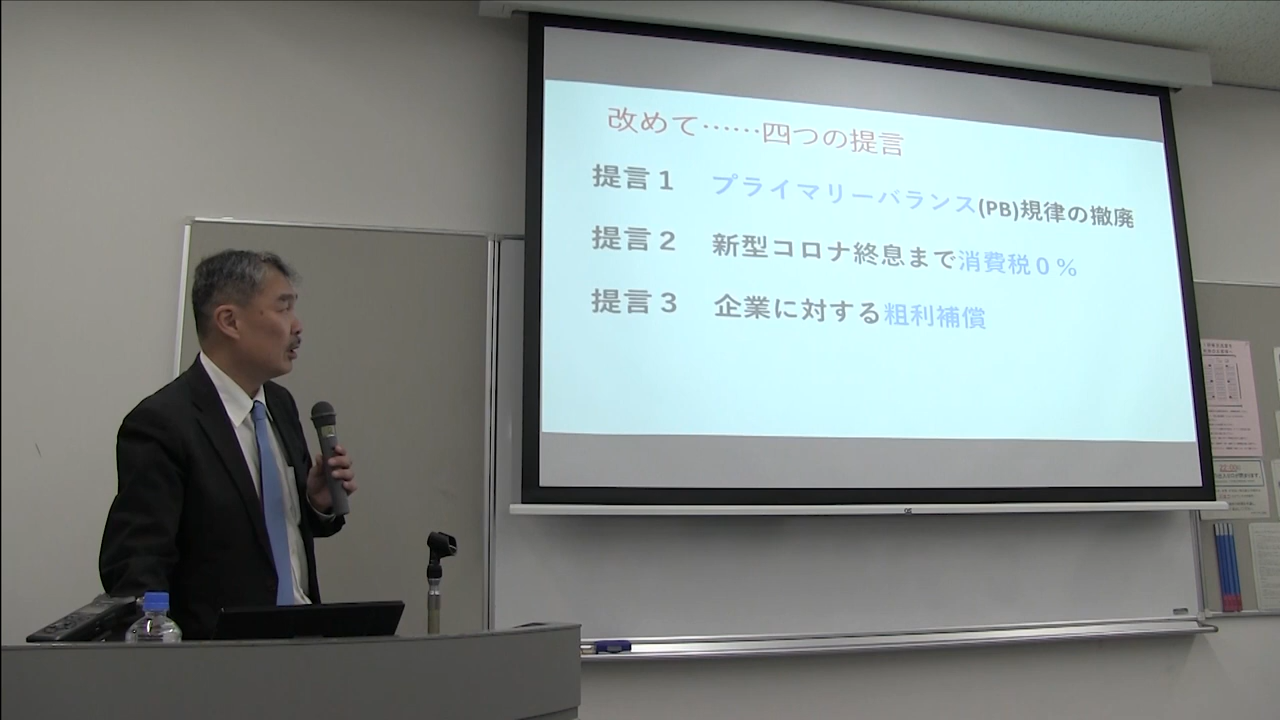 改めて……四つの提言
提言１ プライマリーバランス(PB)規律の撤廃
提言２ 新型コロナ終息まで消費税０％
提言３ 企業に対する粗利補償